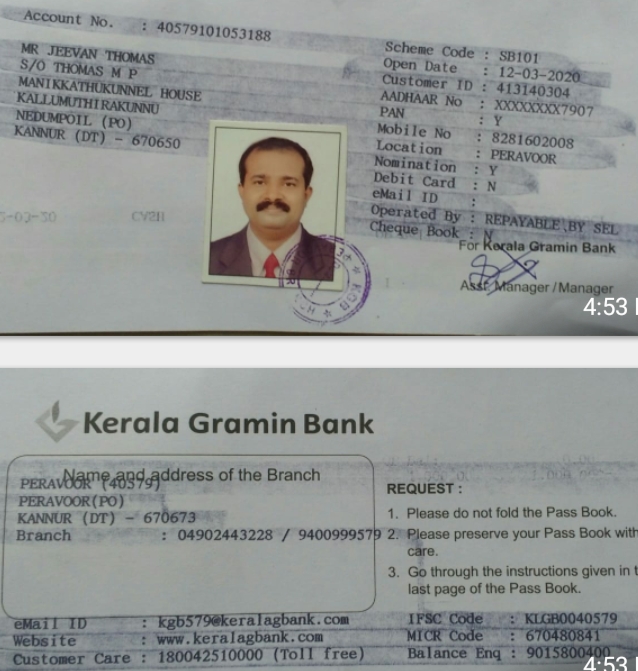 Account No. : 40579101053188
MR JEEVAN THOMAS
S/O THOMAS M P
MANIKKATHUKUNNEL HOUSE
KALLUMUTHIRAKUNNU
NEDUMPOIL (PO)
KANNUR (DT) - 670650
Scheme Code : SB101
Open Date : 12-03-2020
Customer ID : 413140304
AADHAAR No : XXXXXXXX7907
PAN : Y
Mobile No : 8281602008
Location : PERAVOOR
Nomination : Y
Debit Card : N
eMail ID :
Operated By : REPAYABLE BY SEL
Cheque Book : N
For Kerala Gramin Bank
Asst. Manager / Manager
4:53
Kerala Gramin Bank
Name and address of the Branch
PERAVOOR (40579)
PERAVOOR(PO)
KANNUR (DT) - 670673
Branch : 04902443228 / 9400999579
REQUEST :
1. Please do not fold the Pass Book.
2. Please preserve your Pass Book with
care.
3. Go through the instructions given in t
last page of the Pass Book.
eMail ID : kgb579@keralagbank.com
Website : www.keralagbank.com
Customer Care : 180042510000 (Toll free)
IFSC Code : KLGB0040579
MICR Code : 670480841
Balance Enq : 9015800400
4:53